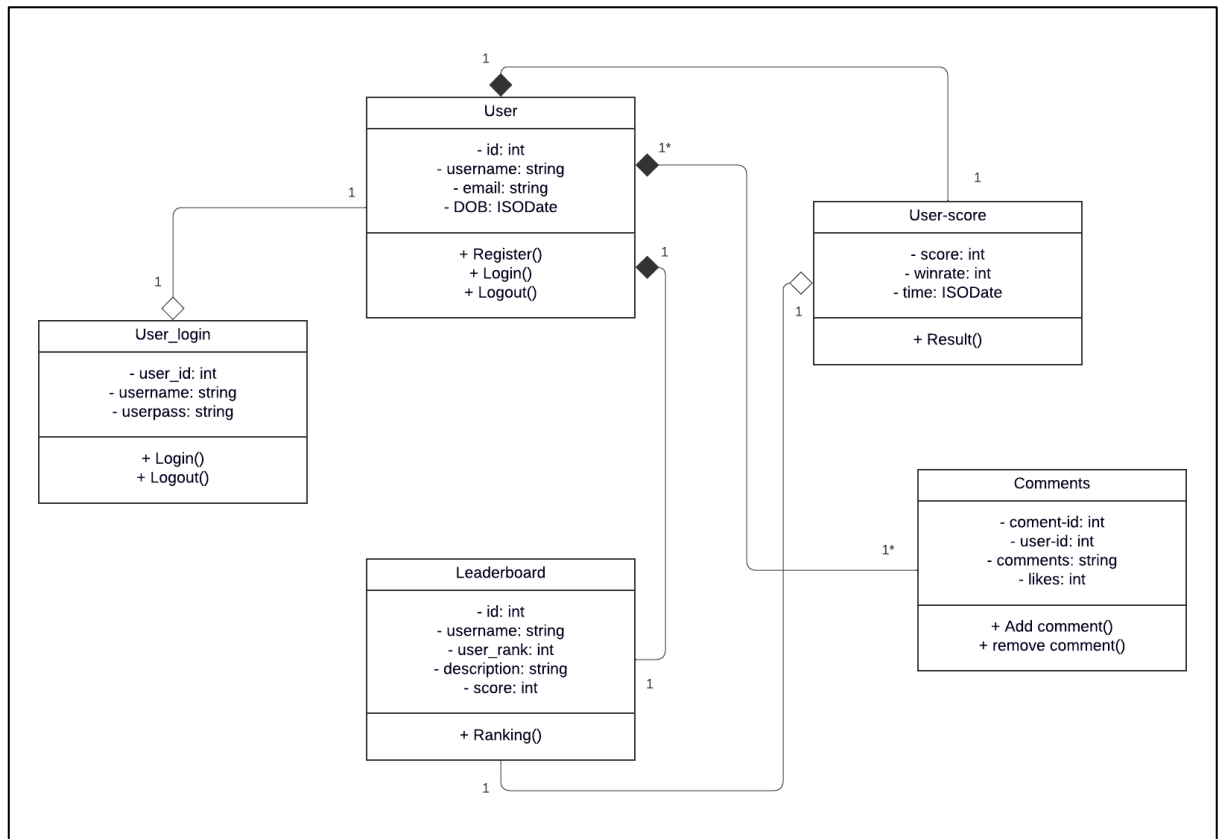 1
User
- id: int
- username: string
- email: string
- DOB: ISODate
+ Register()
+ Login()
+ Logout()
1*
1
1
1
1
User-score
- score: int
- winrate: int
- time: ISODate
+ Result()
1
User_login
- user_id: int
- username: string
- userpass: string
+ Login()
+ Logout()
Comments
- coment-id: int
- user-id: int
- comments: string
- likes: int
+ Add comment()
+ remove comment()
1*
Leaderboard
- id: int
- username: string
- user_rank: int
- description: string
- score: int
+ Ranking()
1
1